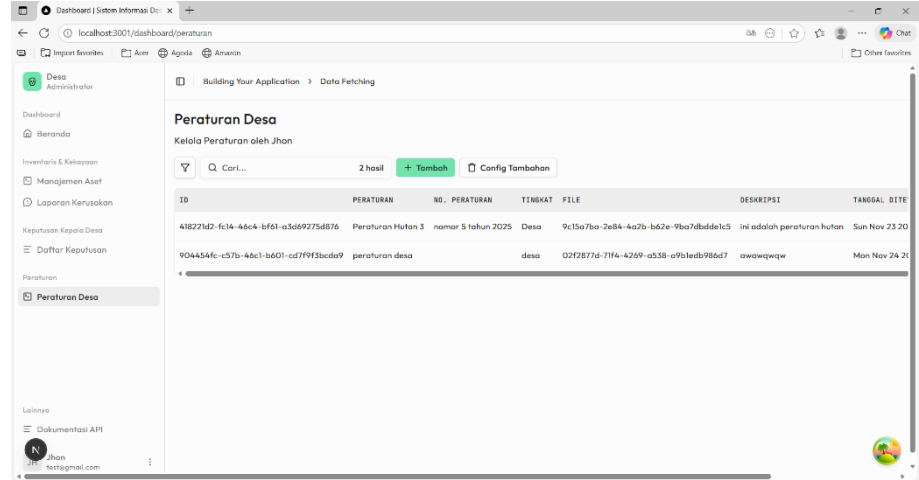 Dashboard | Sistem Informasi Des
localhost:3001/dashboard/peraturan
Chat
Import favorites
Acer
Agoda
Amazon
Other favorites
Desa
Administrator
Building Your Application > Data Fetching
Dashboard
Beranda
Inventaris & Kekayaan
Manajemen Aset
Laporan Kerusakan
Keputusan Kepala Desa
Daftar Keputusan
Peraturan
Peraturan Desa
Lainnya
Dokumentasi API
N
JH
Jhon
test@gmail.com
Peraturan Desa
Kelola Peraturan oleh Jhon
Cari...
2 hasil
+ Tambah
Config Tambahan
ID PERATURAN NO. PERATURAN TINGKAT FILE DESKRIPSI TANGGAL DITE
418221d2-fc14-46c4-bf61-a3d69275d876 Peraturan Hutan 3 nomor 5 tahun 2025 Desa 9c15a7ba-2e84-4a2b-b62e-9ba7dbdde1c5 ini adalah peraturan hutan Sun Nov 23 20
904454fc-c57b-46c1-b601-cd7f9f3bcda9 peraturan desa desa 02f2877d-71f4-4269-a538-a9b1edb986d7 awawqwqw Mon Nov 24 20